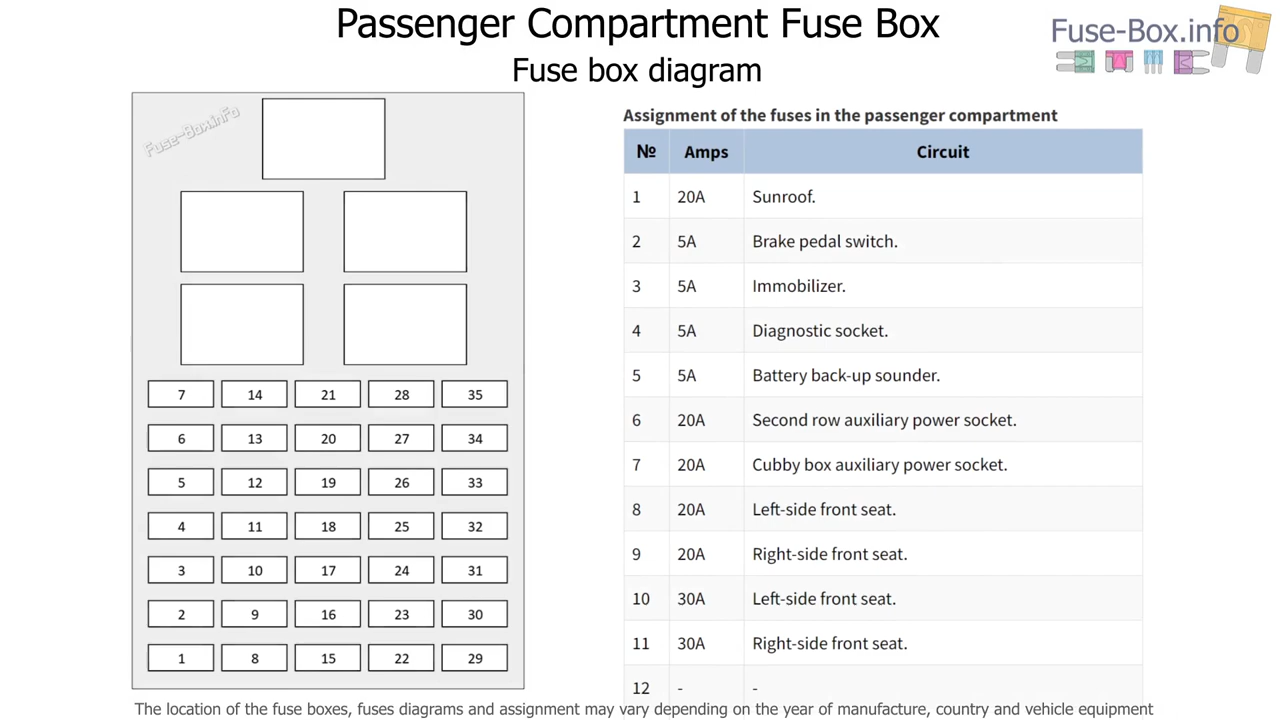 Passenger Compartment Fuse Box
Fuse box diagram
Fuse-Box.info
Fuse-Box.info
7 14 21 28 35
6 13 20 27 34
5 12 19 26 33
4 11 18 25 32
3 10 17 24 31
2 9 16 23 30
1 8 15 22 29
Assignment of the fuses in the passenger compartment
№ Amps Circuit
1 20A Sunroof.
2 5A Brake pedal switch.
3 5A Immobilizer.
4 5A Diagnostic socket.
5 5A Battery back-up sounder.
6 20A Second row auxiliary power socket.
7 20A Cubby box auxiliary power socket.
8 20A Left-side front seat.
9 20A Right-side front seat.
10 30A Left-side front seat.
11 30A Right-side front seat.
12 - -
The location of the fuse boxes, fuses diagrams and assignment may vary depending on the year of manufacture, country and vehicle equipment